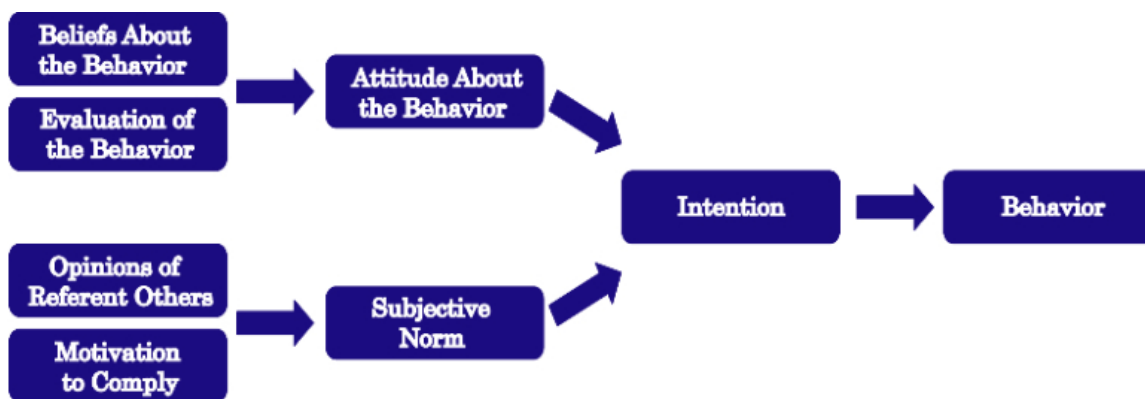 Beliefs About
the Behavior
Evaluation of
the Behavior
Attitude About
the Behavior
Opinions of
Referent Others
Motivation
to Comply
Subjective
Norm
Intention
Behavior